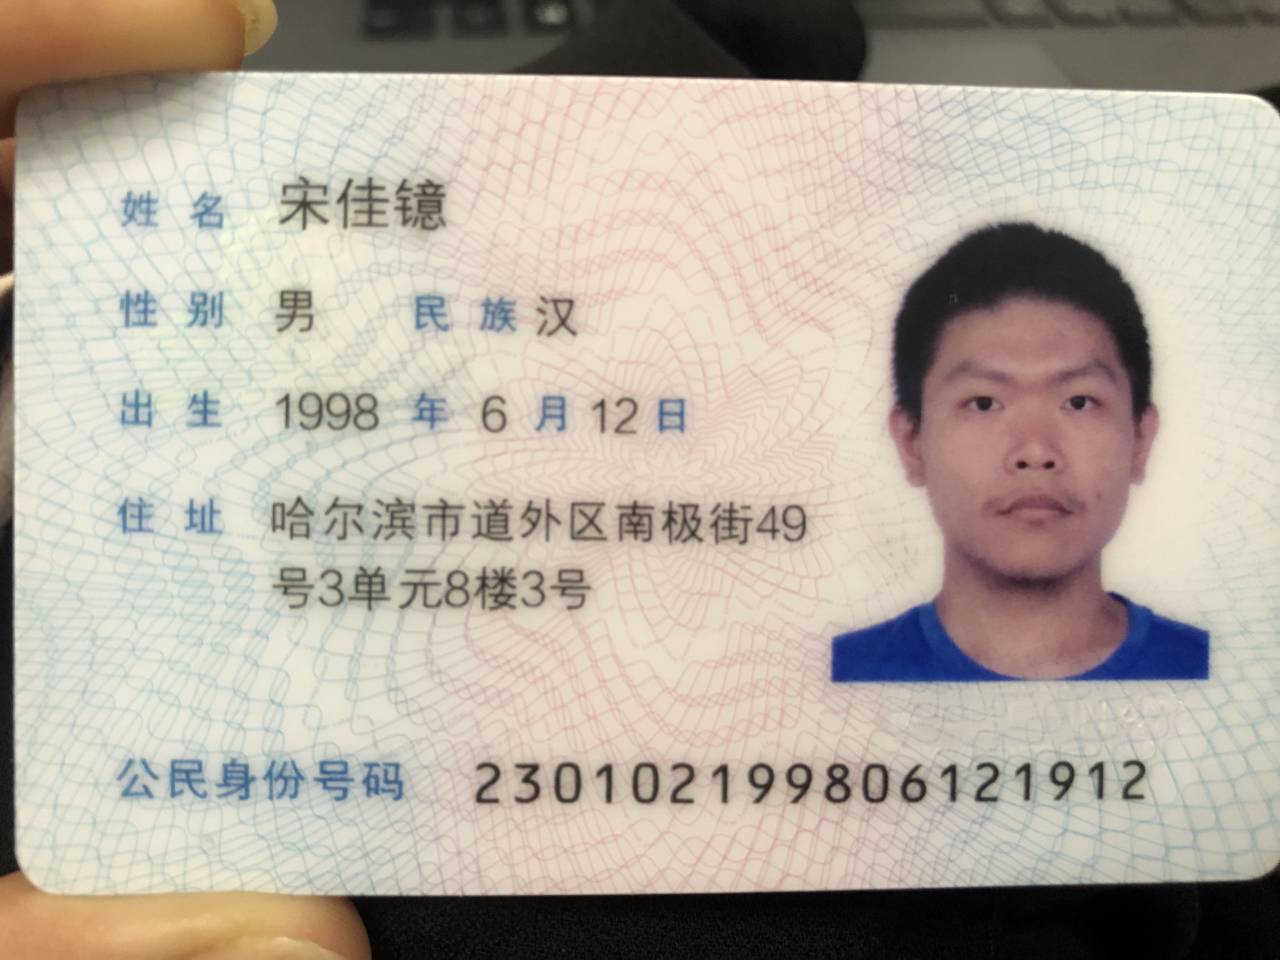 姓名 宋佳镱
性别 男 民族 汉
出生 1998 年 6 月 12 日
住址 哈尔滨市道外区南极街49
号3单元8楼3号
公民身份号码 230102199806121912